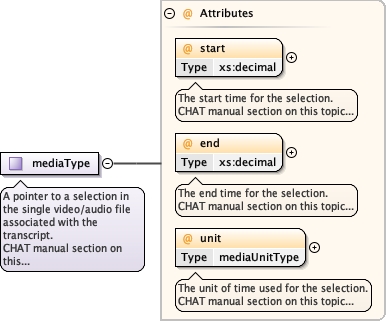 @ Attributes
@ start
Type xs:decimal
The start time for the selection.
CHAT manual section on this topic...
@ end
Type xs:decimal
The end time for the selection.
CHAT manual section on this topic...
mediaType
A pointer to a selection in
the single video/audio file
associated with the
transcript.
CHAT manual section on
this...
@ unit
Type mediaUnitType
The unit of time used for the selection.
CHAT manual section on this topic...